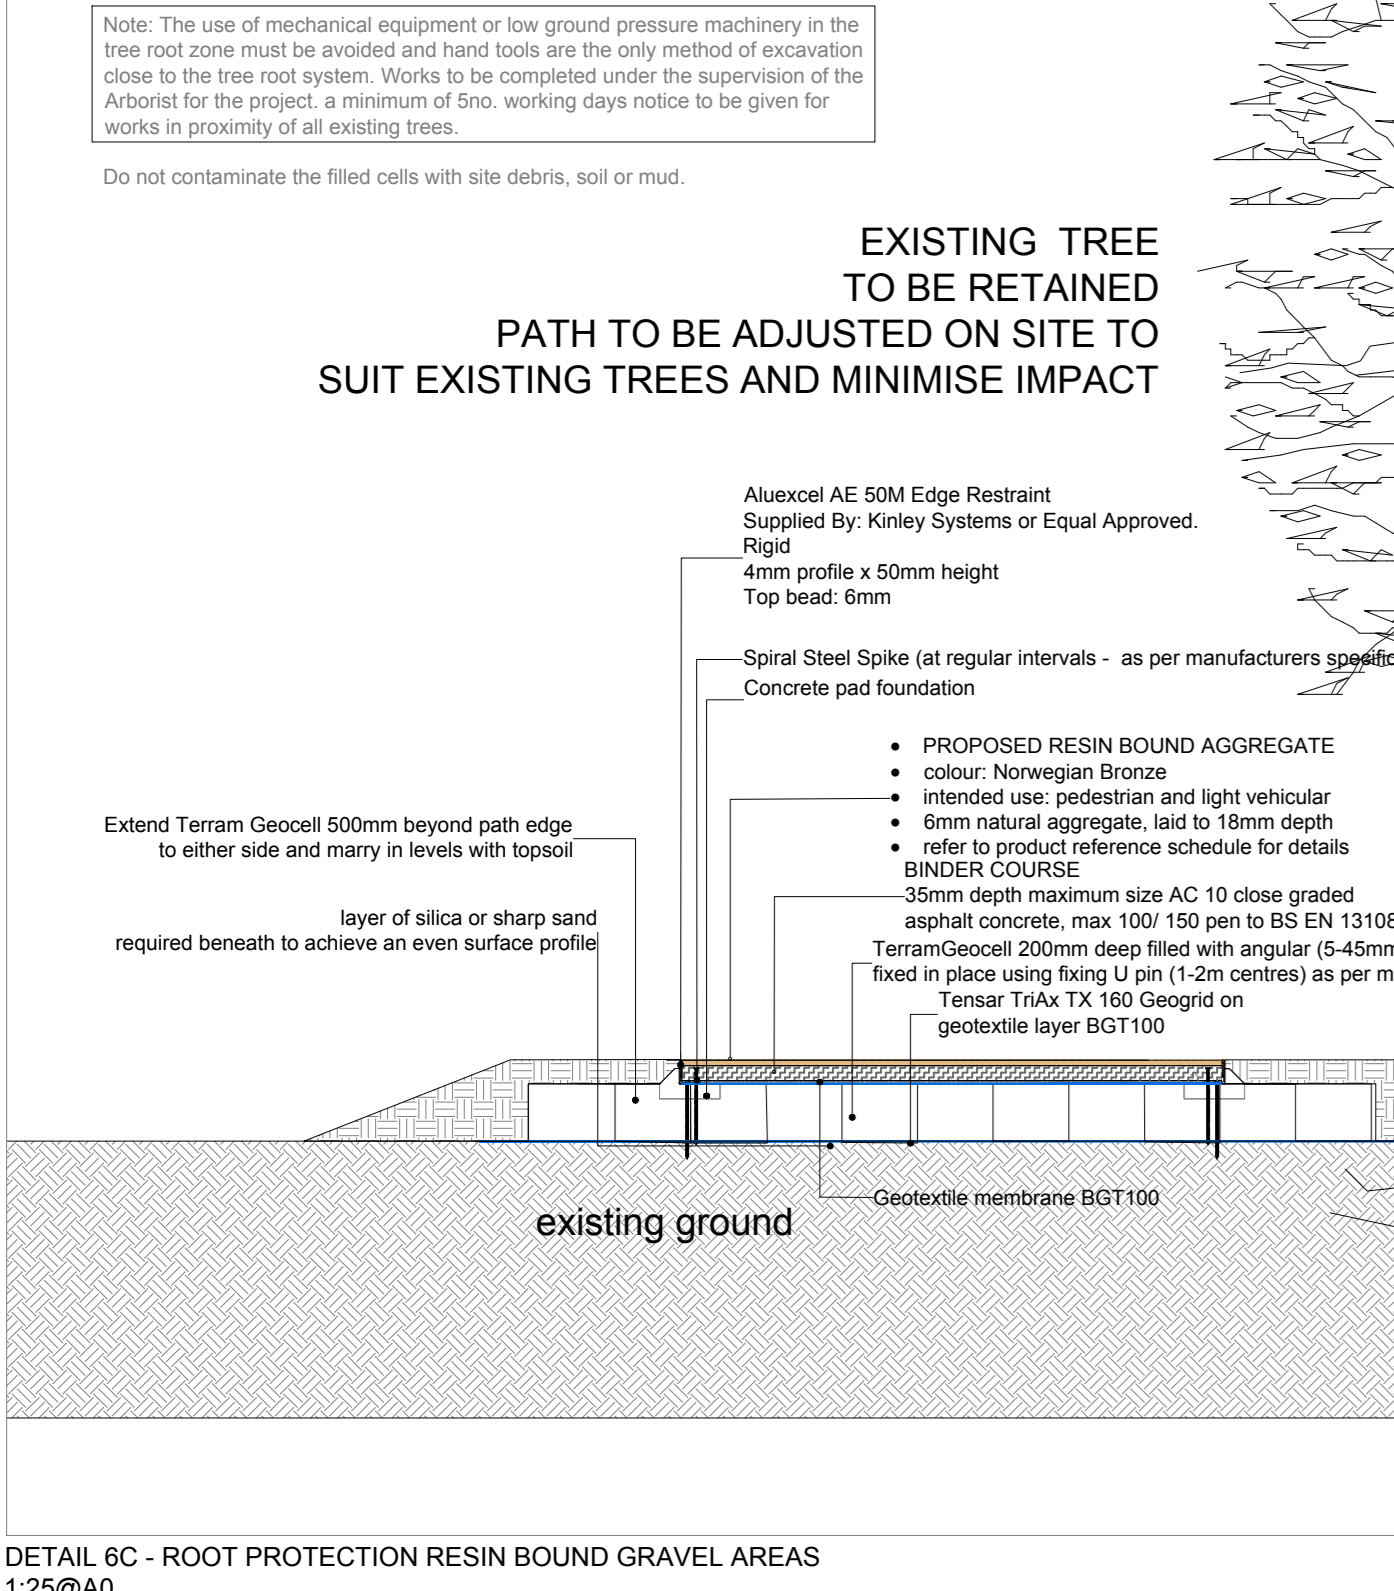 Note: The use of mechanical equipment or low ground pressure machinery in the
tree root zone must be avoided and hand tools are the only method of excavation
close to the tree root system. Works to be completed under the supervision of the
Arborist for the project. a minimum of 5no. working days notice to be given for
works in proximity of all existing trees.
Do not contaminate the filled cells with site debris, soil or mud.
EXISTING TREE
TO BE RETAINED
PATH TO BE ADJUSTED ON SITE TO
SUIT EXISTING TREES AND MINIMISE IMPACT
Aluexcel AE 50M Edge Restraint
Supplied By: Kinley Systems or Equal Approved.
Rigid
4mm profile x 50mm height
Top bead: 6mm
Spiral Steel Spike (at regular intervals - as per manufacturers
Concrete pad foundation
• PROPOSED RESIN BOUND AGGREGATE
• colour: Norwegian Bronze
• intended use: pedestrian and light vehicular
• 6mm natural aggregate, laid to 18mm depth
• refer to product reference schedule for details
BINDER COURSE
35mm depth maximum size AC 10 close graded
asphalt concrete, max 100/ 150 pen to BS EN 13108
Extend Terram Geocell 500mm beyond path edge
to either side and marry in levels with topsoil
layer of silica or sharp sand
required beneath to achieve an even surface profile
TerramGeocell 200mm deep filled with angular (5-45mm
fixed in place using fixing U pin (1-2m centres) as per
Tensar TriAx TX 160 Geogrid on
geotextile layer BGT100
Geotextile membrane BGT100
existing ground
DETAIL 6C - ROOT PROTECTION RESIN BOUND GRAVEL AREAS
1:25@A0